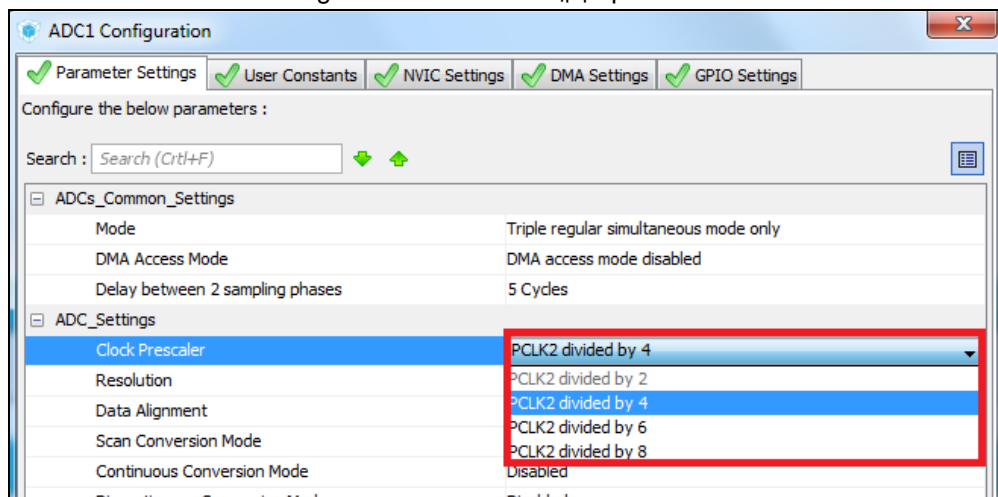 ADC1 Configuration
Parameter Settings User Constants NVIC Settings DMA Settings GPIO Settings
Configure the below parameters :
Search : Search (Crtl+F)
ADCs_Common_Settings
Mode Triple regular simultaneous mode only
DMA Access Mode DMA access mode disabled
Delay between 2 sampling phases 5 Cycles
ADC_Settings
Clock Prescaler PCLK2 divided by 4
Resolution PCLK2 divided by 2
Data Alignment PCLK2 divided by 4
Scan Conversion Mode PCLK2 divided by 6
PCLK2 divided by 8
Continuous Conversion Mode Disabled